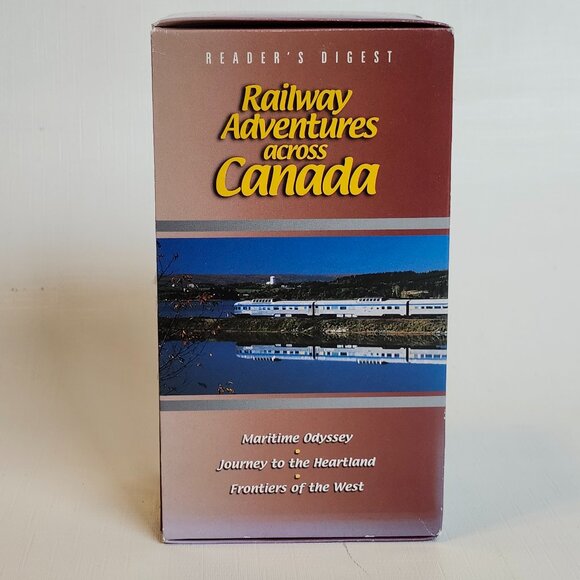 READER'S DIGEST
Railway
Adventures
across
Canada
Maritime Odyssey
•
Journey to the Heartland
•
Frontiers of the West